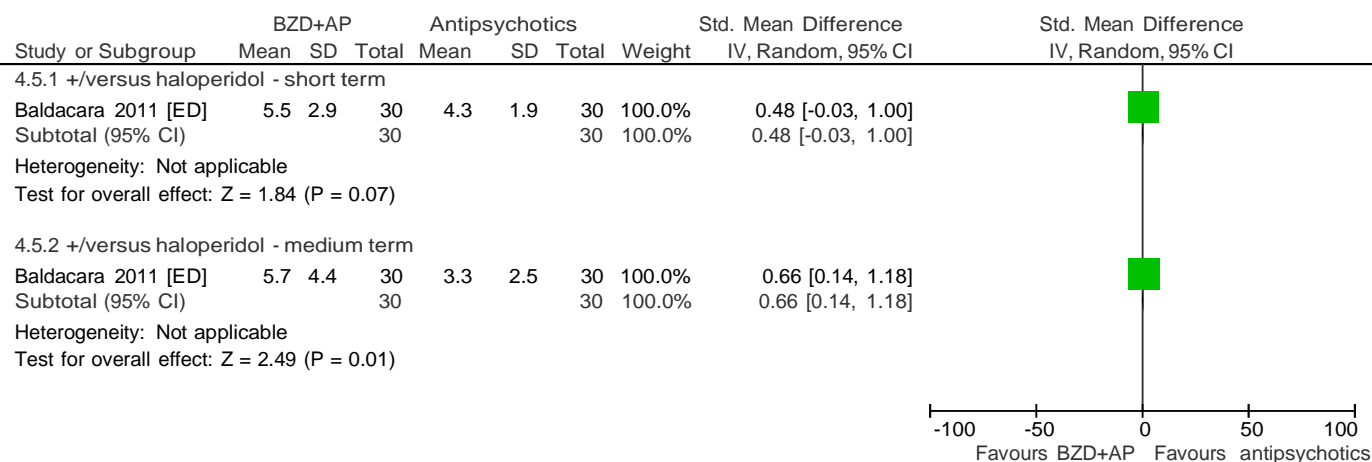 BZD+AP Antipsychotics Std. Mean Difference Std. Mean Difference
Study or Subgroup Mean SD Total Mean SD Total Weight IV, Random, 95% CI IV, Random, 95% CI
4.5.1 +/versus haloperidol - short term
Baldacara 2011 [ED] 5.5 2.9 30 4.3 1.9 30 100.0% 0.48 [-0.03, 1.00]
Subtotal (95% CI) 30 30 100.0% 0.48 [-0.03, 1.00]
Heterogeneity: Not applicable
Test for overall effect: Z = 1.84 (P = 0.07)
4.5.2 +/versus haloperidol - medium term
Baldacara 2011 [ED] 5.7 4.4 30 3.3 2.5 30 100.0% 0.66 [0.14, 1.18]
Subtotal (95% CI) 30 30 100.0% 0.66 [0.14, 1.18]
Heterogeneity: Not applicable
Test for overall effect: Z = 2.49 (P = 0.01)
-100 -50 0 50 100
Favours BZD+AP Favours antipsychotics